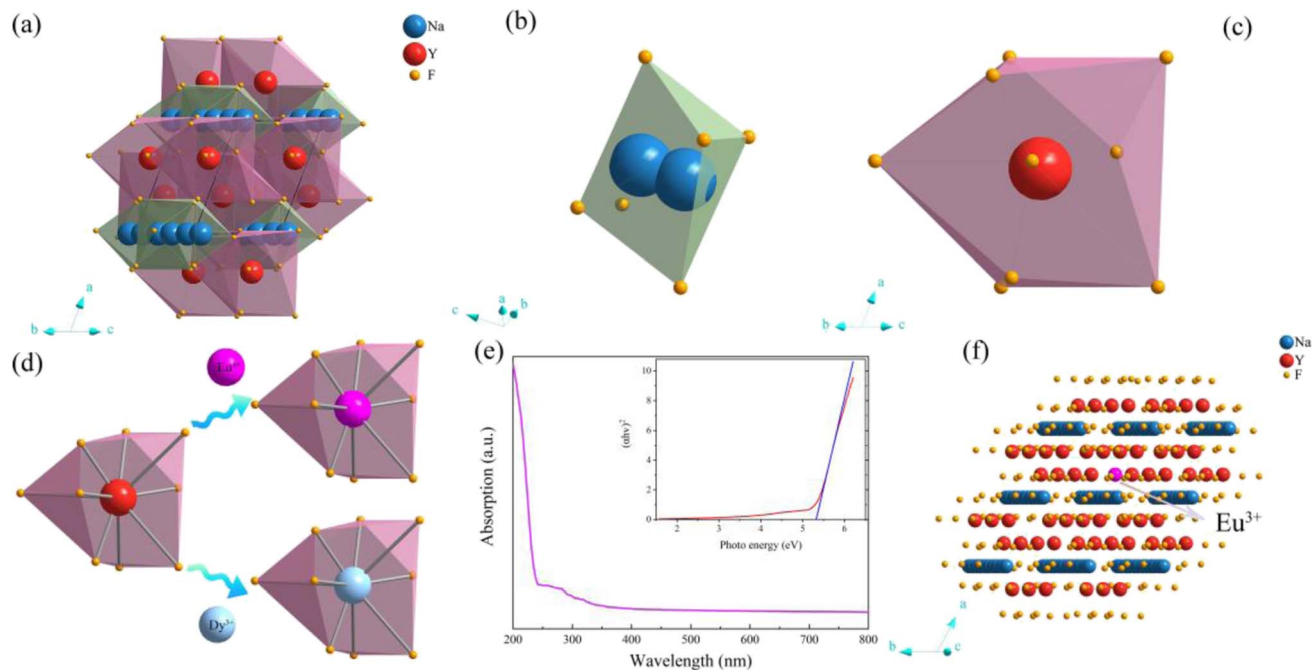 (a)
Na
Y
F
a
b
c
(b)
c
a
b
(c)
a
b
c
(d)
Eu³⁺
Dy³⁺
(e)
Absorption (a.u.)
(αhν)²
10
8
6
4
2
0
2
3
4
5
6
Photo energy (eV)
200
300
400
500
600
700
800
Wavelength (nm)
(f)
Na
Y
F
Eu³⁺
a
b
c